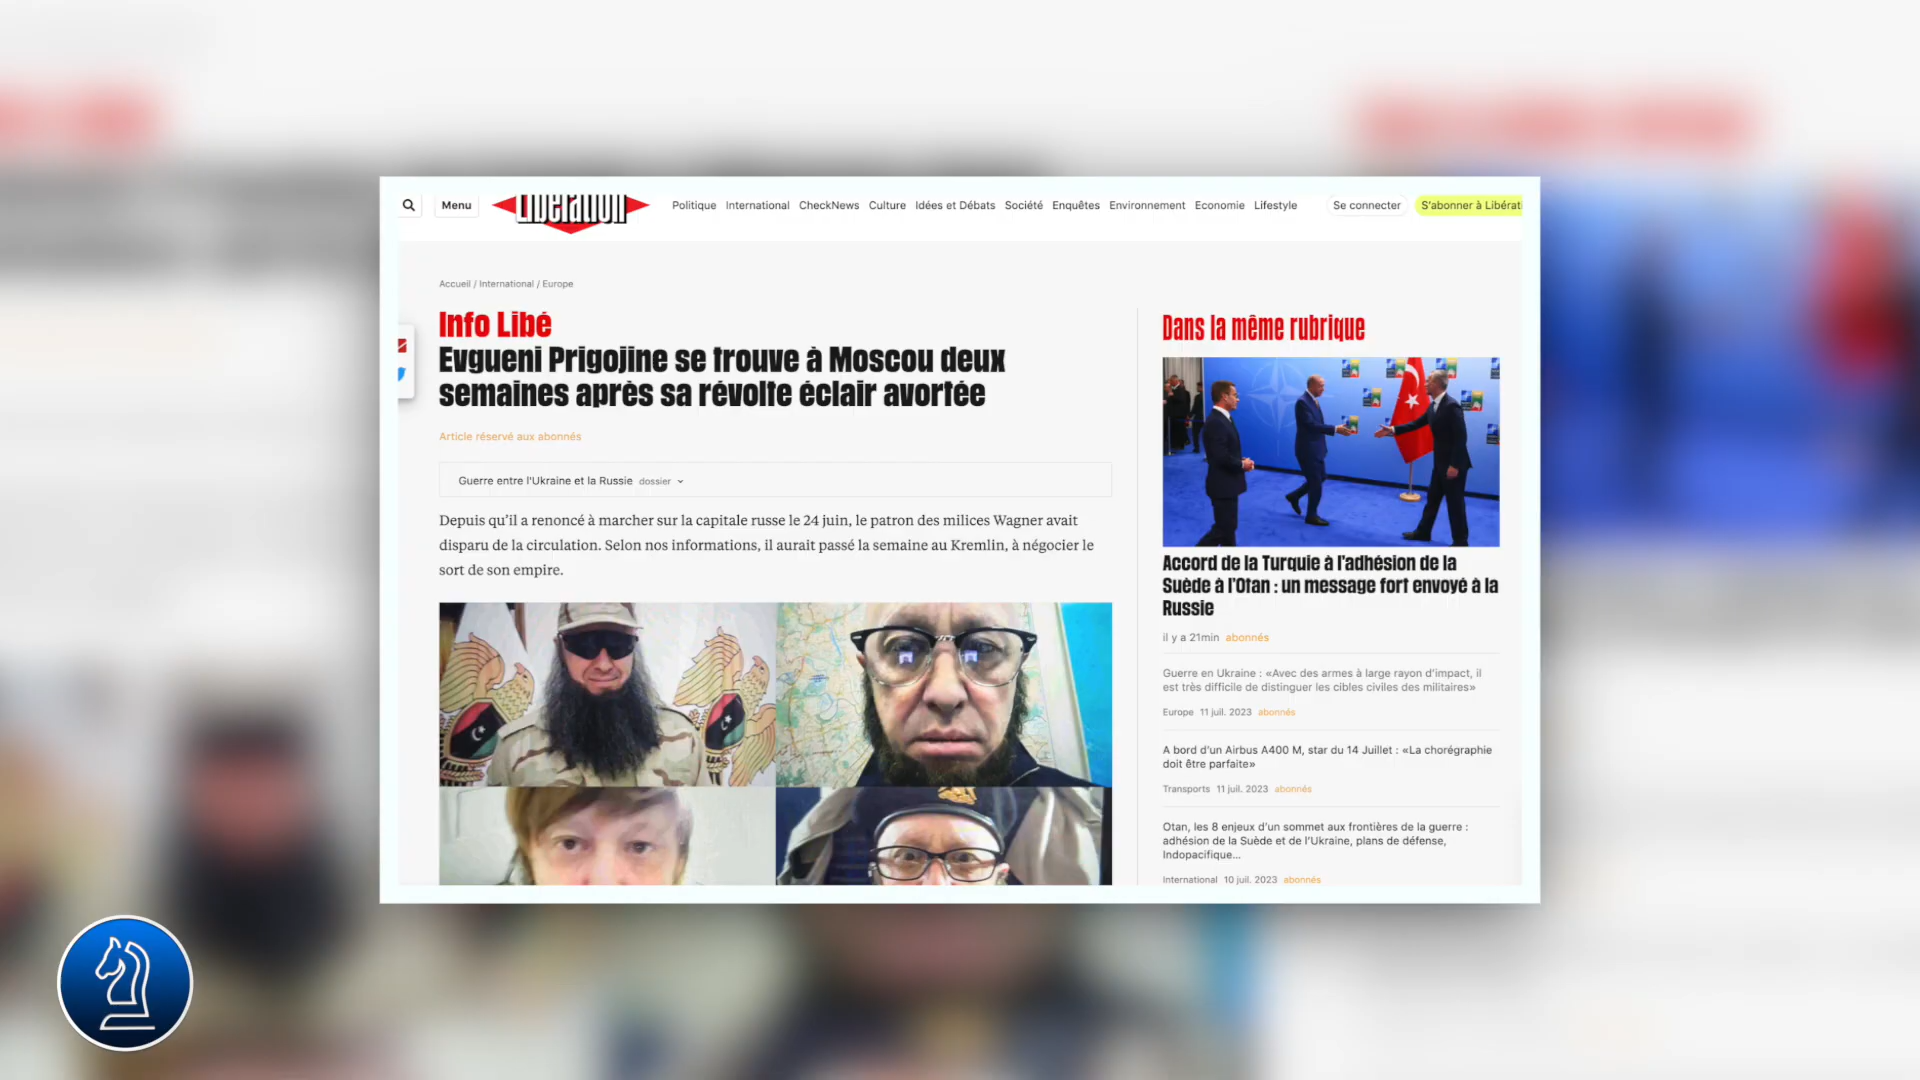 Menu
Libération
Politique International CheckNews Culture Idées et Débats Société Enquêtes Environnement Economie Lifestyle
Se connecter
S'abonner à Libérati
Accueil / International / Europe
Info Libé
Evgueni Prigojine se trouve à Moscou deux
semaines après sa révolte éclair avortée
Article réservé aux abonnés
Guerre entre l'Ukraine et la Russie dossier
Depuis qu'il a renoncé à marcher sur la capitale russe le 24 juin, le patron des milices Wagner avait
disparu de la circulation. Selon nos informations, il aurait passé la semaine au Kremlin, à négocier le
sort de son empire.
Dans la même rubrique
Accord de la Turquie à l'adhésion de la
Suède à l'Otan : un message fort envoyé à la
Russie
il y a 21min abonnés
Guerre en Ukraine : «Avec des armes à large rayon d'impact, il
est très difficile de distinguer les cibles civiles des militaires»
Europe 11 juil. 2023 abonnés
A bord d'un Airbus A400 M, star du 14 Juillet : «La chorégraphie
doit être parfaite»
Transports 11 juil. 2023 abonnés
Otan, les 8 enjeux d'un sommet aux frontières de la guerre :
adhésion de la Suède et de l'Ukraine, plans de défense,
Indopacifique...
International 10 juil. 2023 abonnés